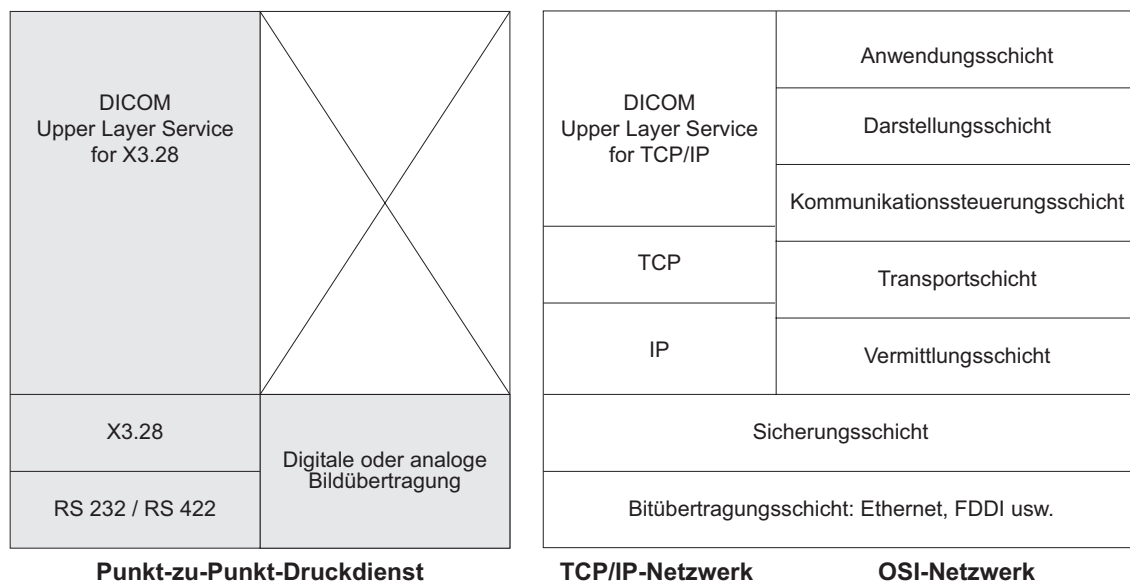 DICOM
Upper Layer Service
for X3.28
X3.28
RS 232 / RS 422
Digitale oder analoge
Bildübertragung
Punkt-zu-Punkt-Druckdienst
DICOM
Upper Layer Service
for TCP/IP
TCP
IP
Anwendungsschicht
Darstellungsschicht
Kommunikationssteuerungsschicht
Transportschicht
Vermittlungsschicht
Sicherungsschicht
Bitübertragungsschicht: Ethernet, FDDI usw.
TCP/IP-Netzwerk
OSI-Netzwerk